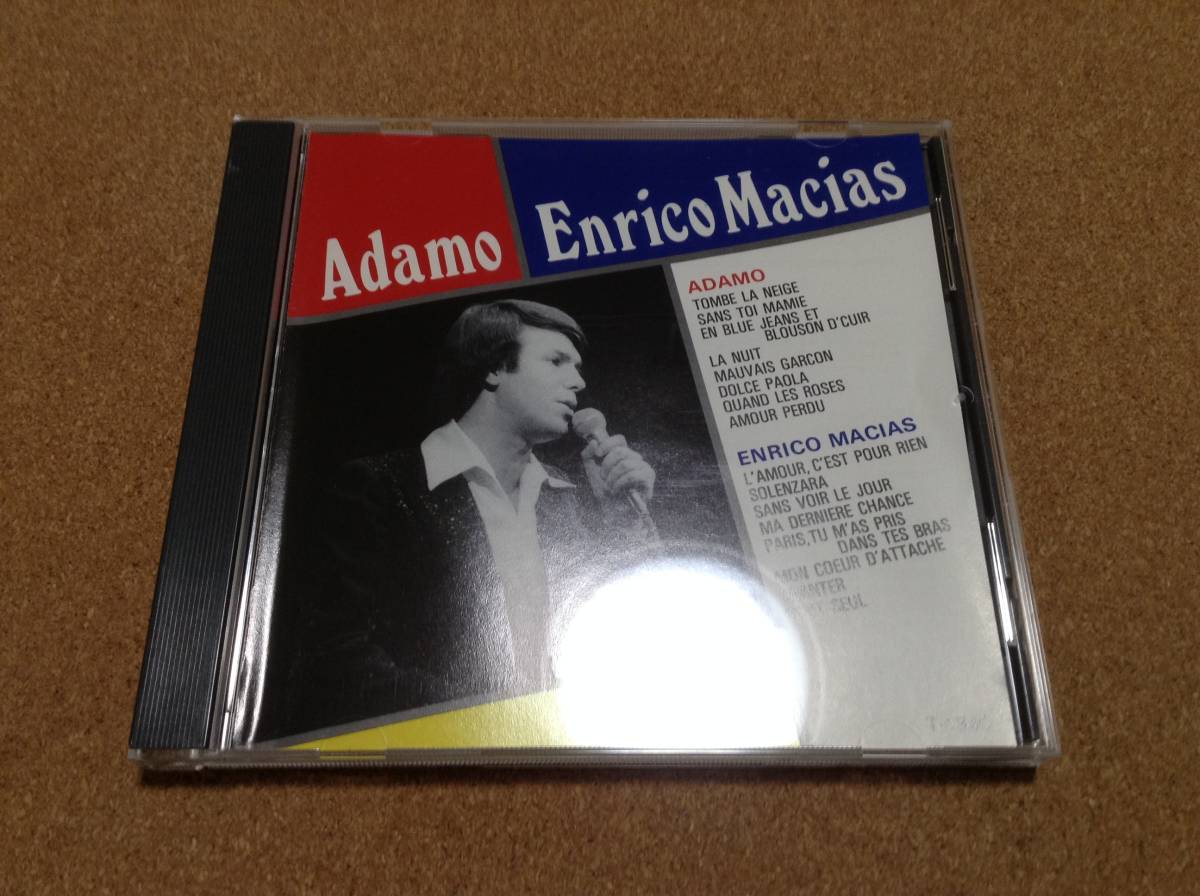 Adamo
Enrico Macias
ADAMO
TOMBE LA NEIGE
SANS TOI MAMIE
EN BLUE JEANS ET
BLOUSON D'CUIR
LA NUIT
MAUVAIS GARCON
DOLCE PAOLA
QUAND LES ROSES
AMOUR PERDU
ENRICO MACIAS
L'AMOUR, C'EST POUR RIEN
SOLENZARA
SANS VOIR LE JOUR
MA DERNIERE CHANCE
PARIS, TU M'AS PRIS
DANS TES BRAS
MON COEUR D'ATTACHE
SEUL